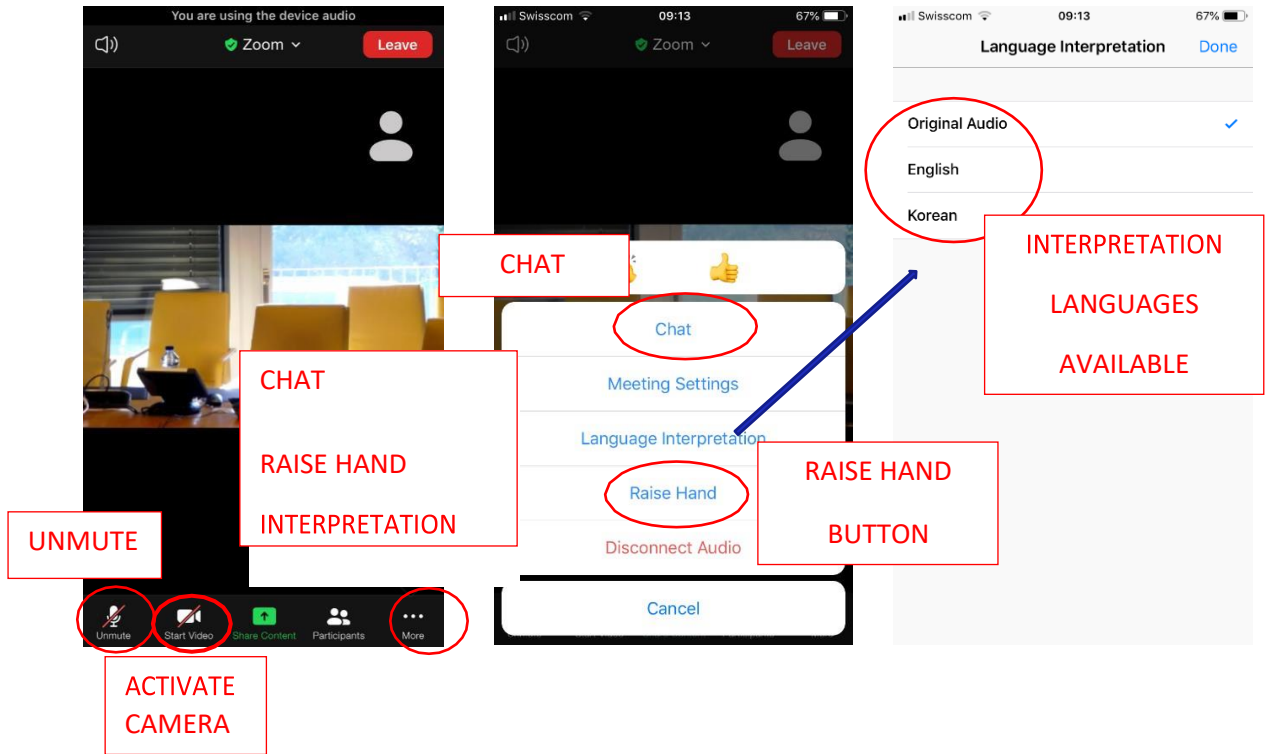 You are using the device audio
Zoom
Leave
CHAT
RAISE HAND
INTERPRETATION
UNMUTE
Unmute
Start Video
Share Content
Participants
More
ACTIVATE
CAMERA
Swisscom
09:13
67%
Zoom
Leave
CHAT
Chat
Meeting Settings
Language Interpretation
Raise Hand
Disconnect Audio
Cancel
RAISE HAND
BUTTON
Swisscom
09:13
67%
Language Interpretation
Done
Original Audio
English
Korean
INTERPRETATION
LANGUAGES
AVAILABLE